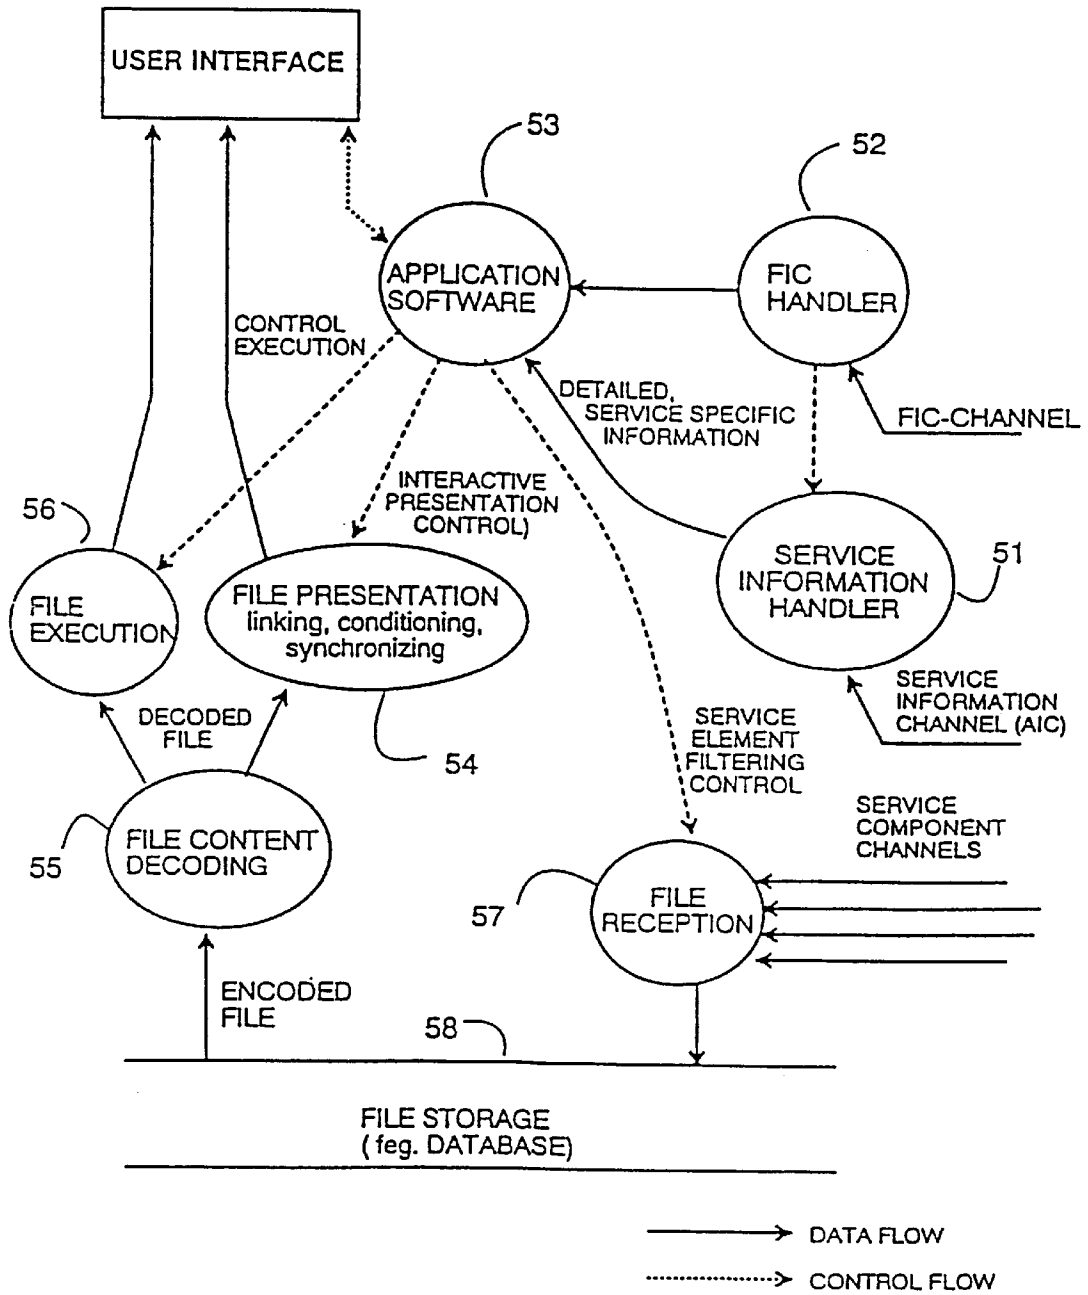 USER INTERFACE
53
52
APPLICATION
SOFTWARE
FIC
HANDLER
CONTROL
EXECUTION
DETAILED,
SERVICE SPECIFIC
INFORMATION
FIC-CHANNEL
INTERACTIVE
PRESENTATION
CONTROL)
56
SERVICE
INFORMATION
HANDLER
51
FILE
EXECUTION
FILE PRESENTATION
linking, conditioning,
synchronizing
SERVICE
INFORMATION
CHANNEL (AIC)
DECODED
FILE
54
SERVICE
ELEMENT
FILTERING
CONTROL
55
FILE CONTENT
DECODING
SERVICE
COMPONENT
CHANNELS
57
FILE
RECEPTION
ENCODED
FILE
58
FILE STORAGE
( feg. DATABASE)
DATA FLOW
CONTROL FLOW